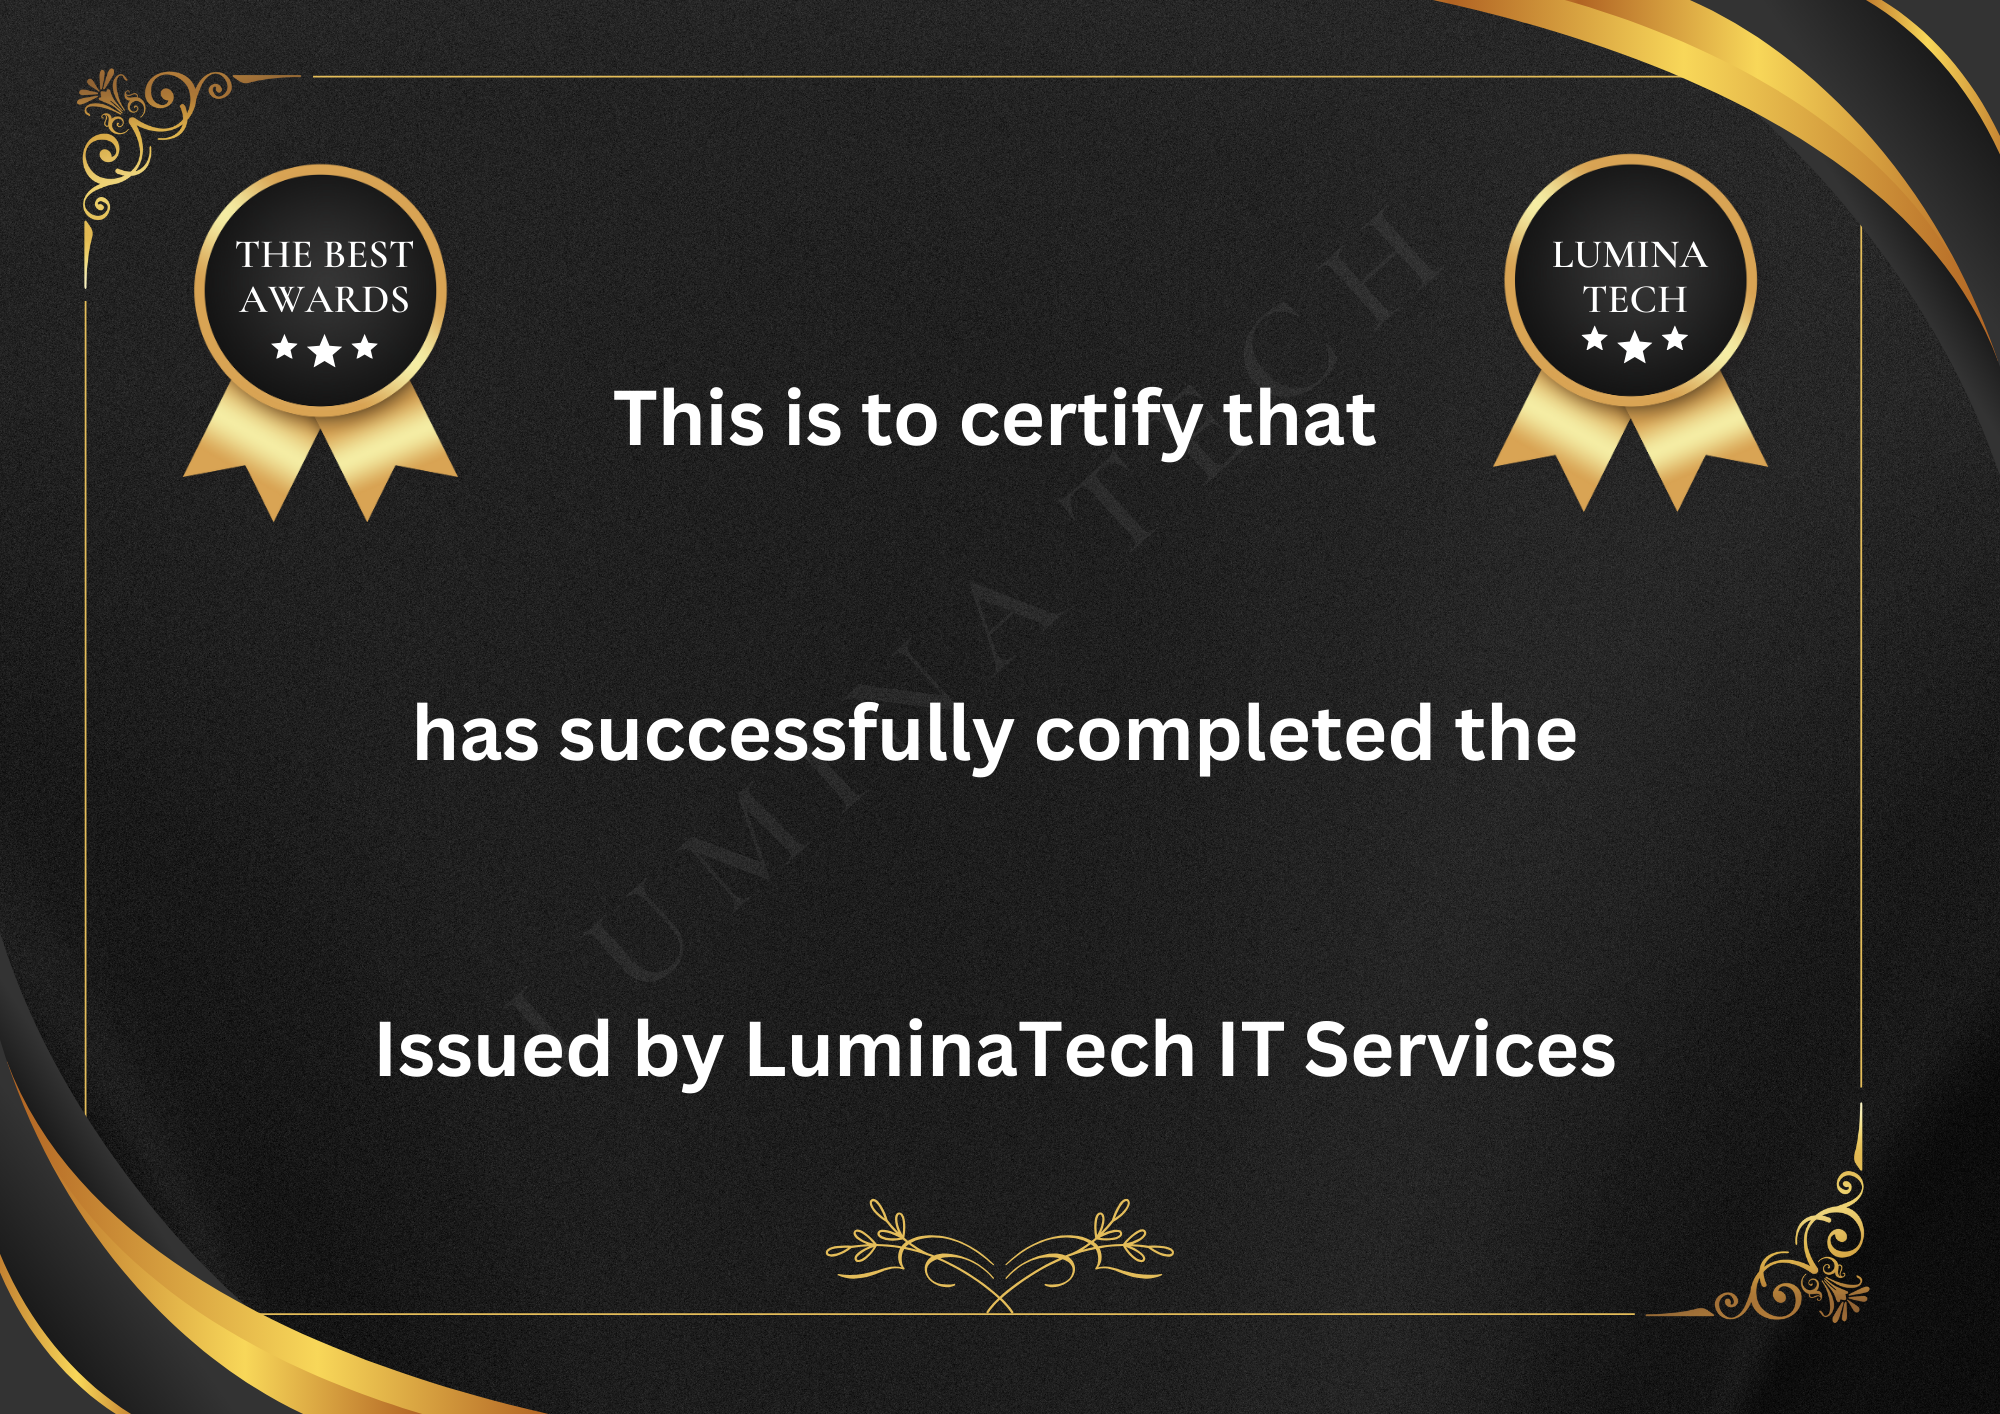 THE BEST
AWARDS
LUMINA
TECH
This is to certify that
has successfully completed the
Issued by LuminaTech IT Services
LUMINA TECH